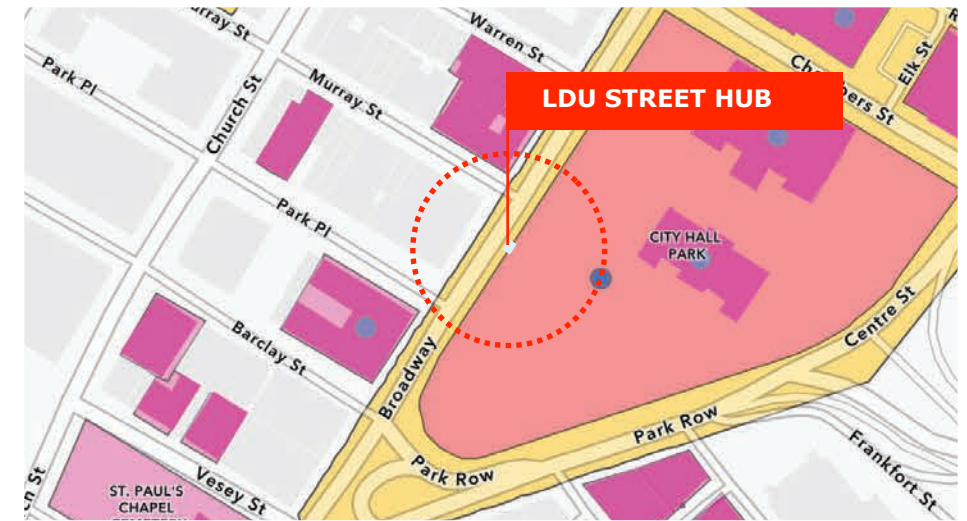 Murray St
Warren St
Elk St
Park Pl
Church St
Murray St
Chambers St
LDU STREET HUB
Park Pl
CITY HALL
PARK
Centre St
Barclay St
Broadway
Park Row
Park Row
Frankfort St
Vesey St
ST. PAUL'S
CHAPEL
CEMETERY